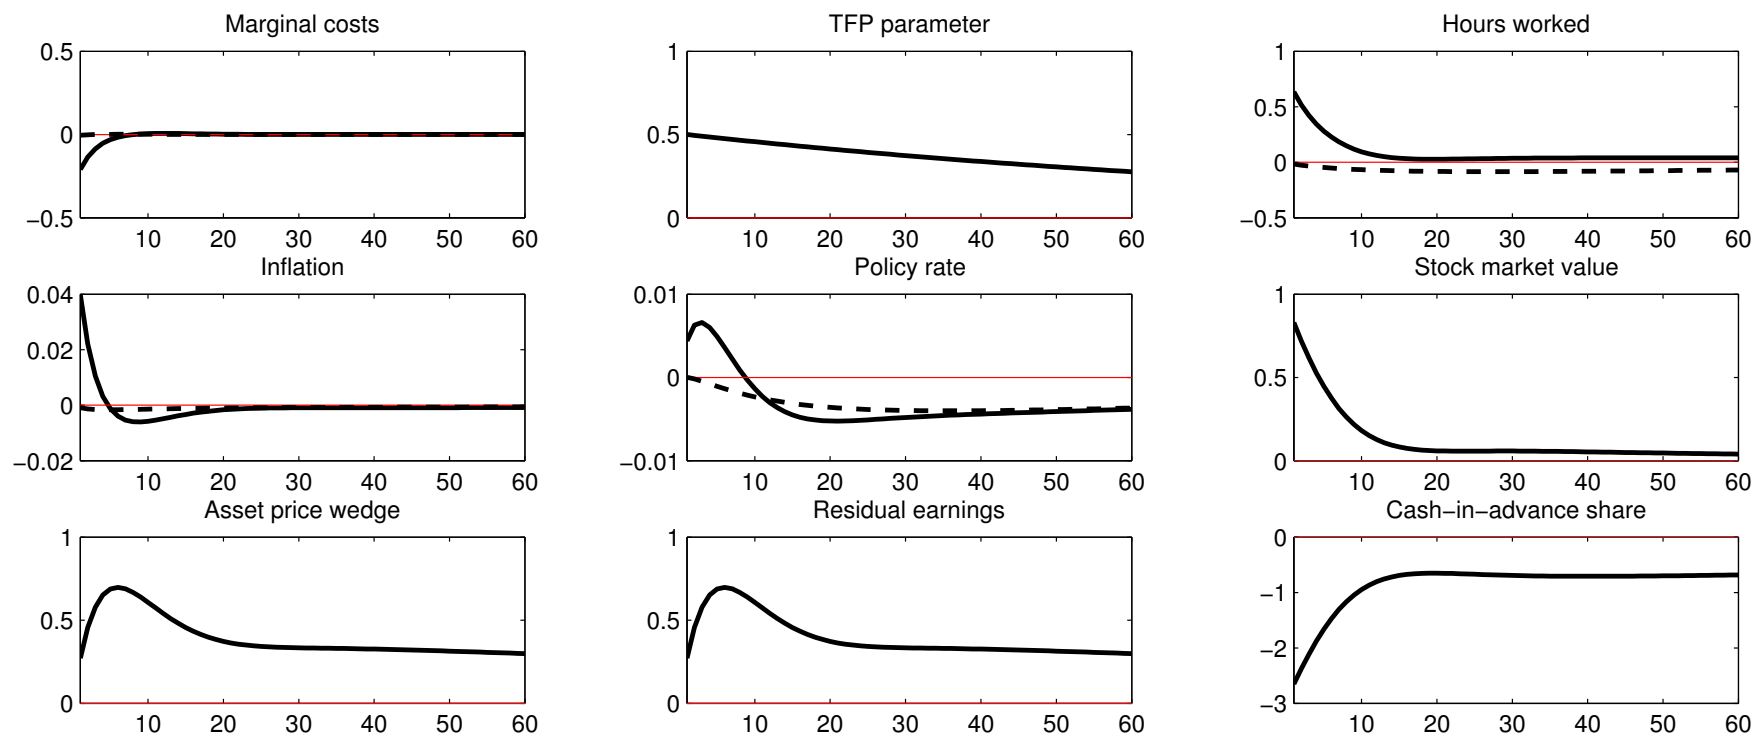 Marginal costs
0.5
0
−0.5
10 20 30 40 50 60
TFP parameter
1
0.5
0
10 20 30 40 50 60
Hours worked
1
0.5
0
−0.5
10 20 30 40 50 60
Inflation
0.04
0.02
0
−0.02
10 20 30 40 50 60
Policy rate
0.01
0
−0.01
10 20 30 40 50 60
Stock market value
1
0.5
0
10 20 30 40 50 60
Asset price wedge
1
0.5
0
10 20 30 40 50 60
Residual earnings
1
0.5
0
10 20 30 40 50 60
Cash−in−advance share
0
−1
−2
−3
10 20 30 40 50 60